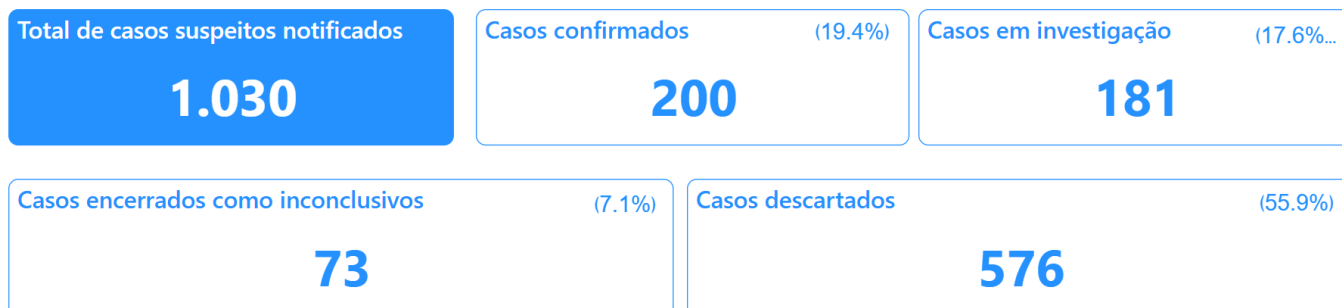 Total de casos suspeitos notificados
1.030
Casos confirmados (19.4%)
200
Casos em investigação (17.6%...
181
Casos encerrados como inconclusivos (7.1%)
73
Casos descartados (55.9%)
576